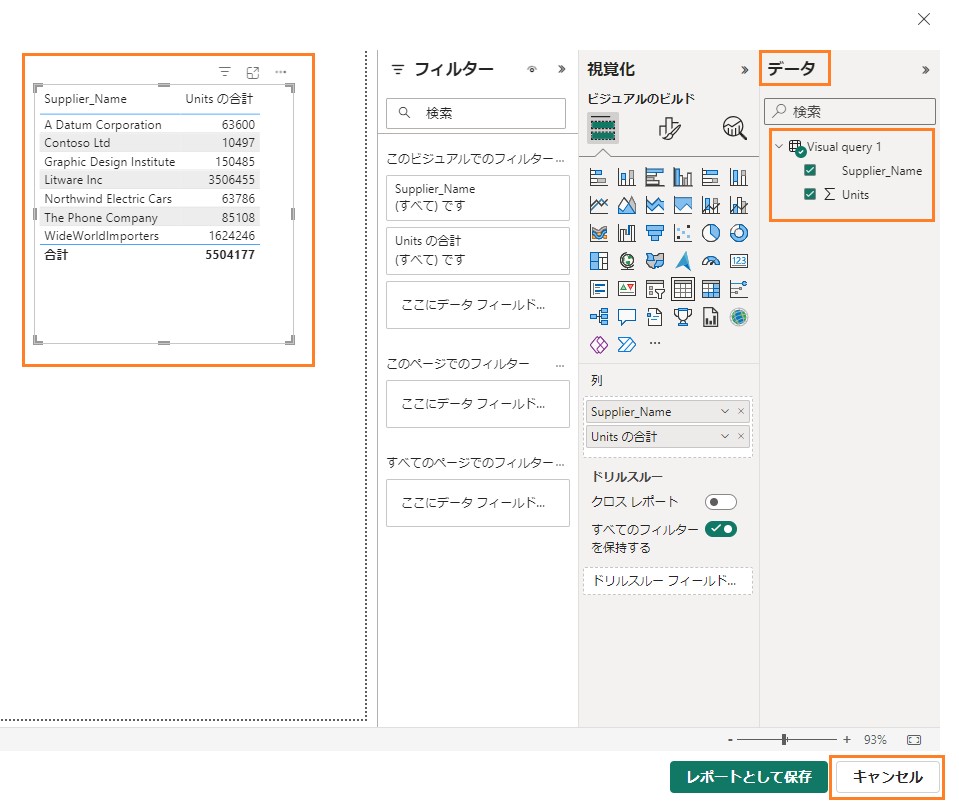 Supplier_Name Units の合計
A Datum Corporation 63600
Contoso Ltd 10497
Graphic Design Institute 150485
Litware Inc 3506455
Northwind Electric Cars 63786
The Phone Company 85108
WideWorldImporters 1624246
合計 5504177
フィルター
検索
このビジュアルでのフィルター...
Supplier_Name
(すべて) です
Units の合計
(すべて) です
ここにデータ フィールド...
このページでのフィルター ...
ここにデータ フィールド...
すべてのページでのフィルター...
ここにデータ フィールド...
視覚化
ビジュアルのビルド
123
...
列
Supplier_Name
Units の合計
ドリルスルー
クロス レポート
すべてのフィルター
を保持する
ドリルスルー フィールド...
データ
検索
Visual query 1
Supplier_Name
∑ Units
- + 93%
レポートとして保存
キャンセル